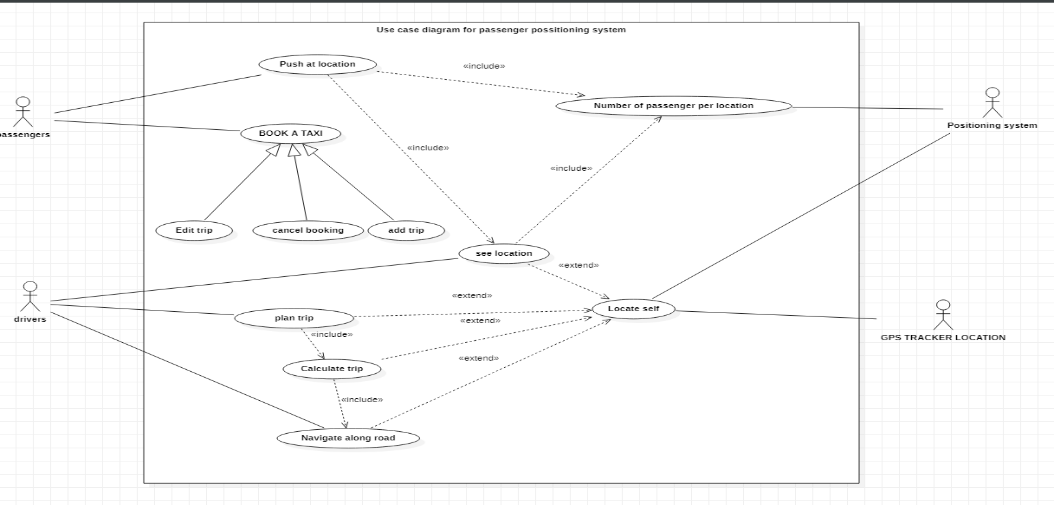 Use case diagram for passenger possitioning system
Push at location
«include»
Number of passenger per location
passengers
Positioning system
BOOK A TAXI
«include»
«include»
Edit trip
cancel booking
add trip
see location
«extend»
«extend»
Locate self
drivers
plan trip
«extend»
«include»
GPS TRACKER LOCATION
«extend»
Calculate trip
«include»
Navigate along road